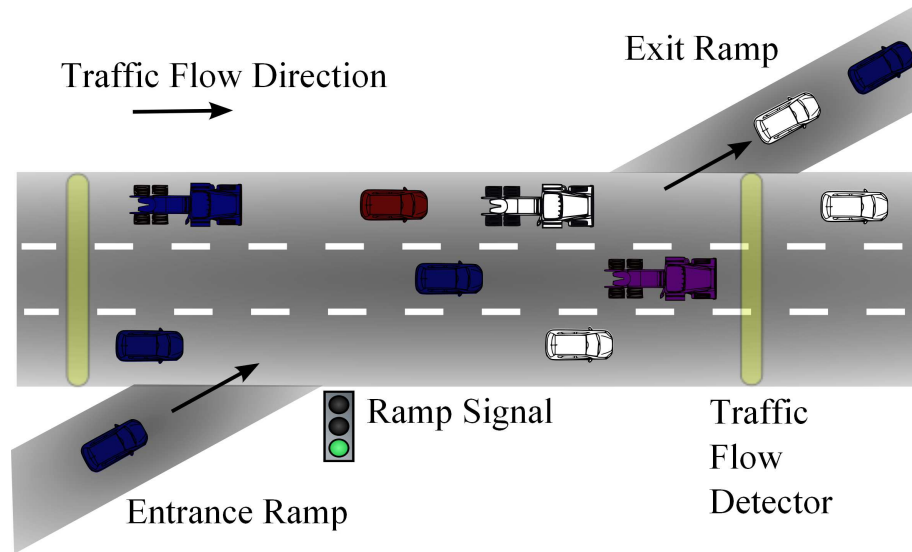 Exit Ramp
Traffic Flow Direction
Ramp Signal
Traffic
Flow
Detector
Entrance Ramp